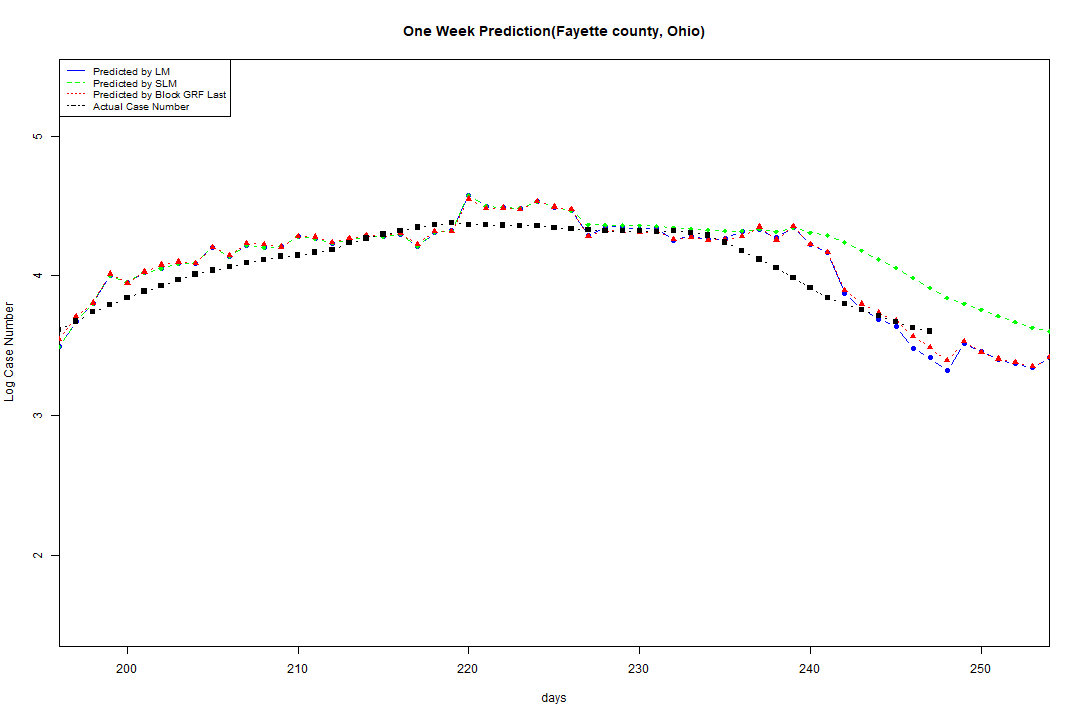 One Week Prediction(Fayette county, Ohio)
Predicted by LM
Predicted by SLM
Predicted by Block GRF Last
Actual Case Number
5
4
3
2
Log Case Number
200 210 220 230 240 250
days